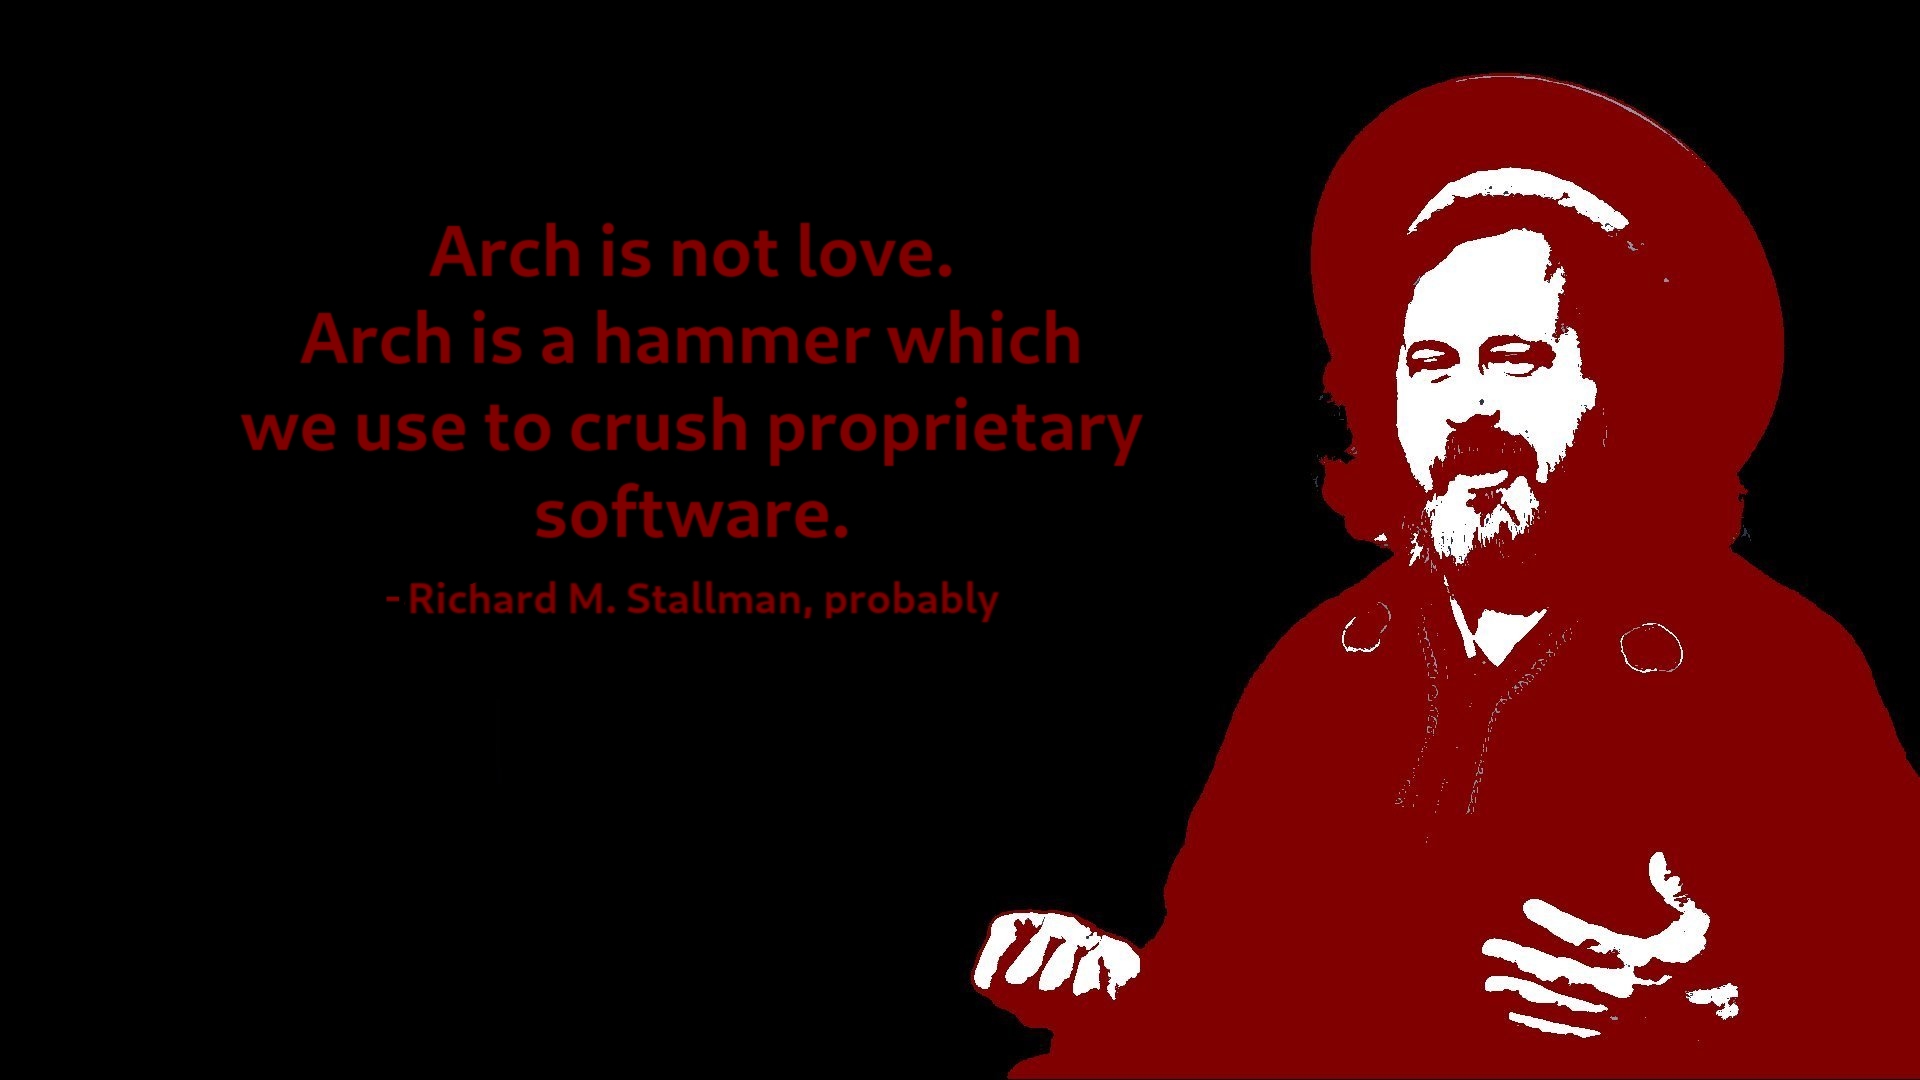 Arch is not love.
Arch is a hammer which
we use to crush proprietary
software.
- Richard M. Stallman, probably